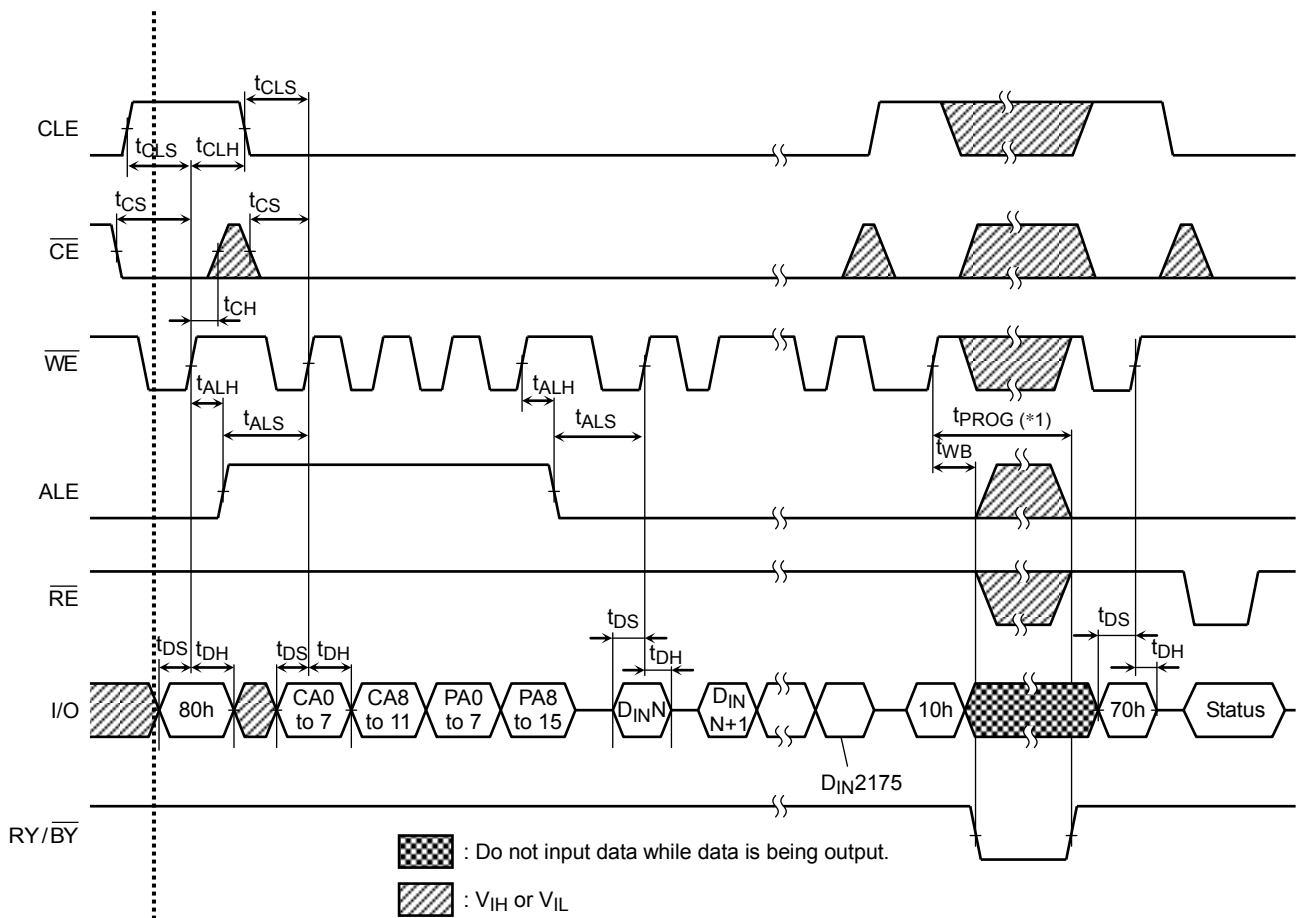 tCLS
CLE
tCLS tCLH
tCS tCS
CE
tCH
WE
tALH tALH
tALS tALS
tPROG (*1)
tWB
ALE
RE
tDS tDH tDS tDH tDS tDH tDS tDH
I/O 80h CA0 to 7 CA8 to 11 PA0 to 7 PA8 to 15 DINN DIN N+1 10h 70h Status
DIN2175
RY/BY
: Do not input data while data is being output.
: VIH or VIL